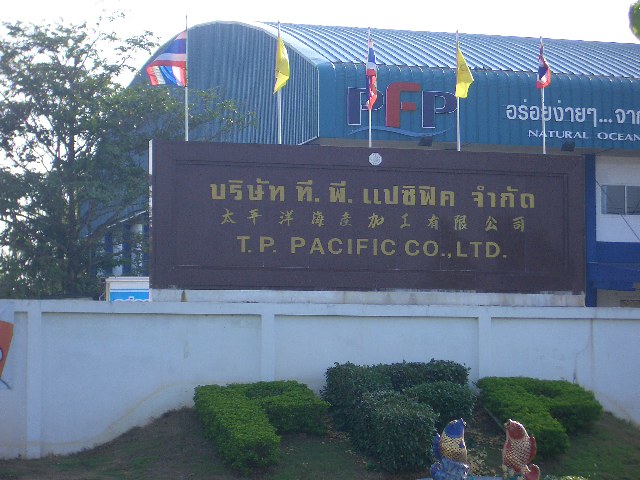 PFP
อร่อยง่ายๆ...จาก
NATURAL OCEAN
บริษัท ที. พี. แปซิฟิค จำกัด
太平洋海產加工有限公司
T. P. PACIFIC CO., LTD.